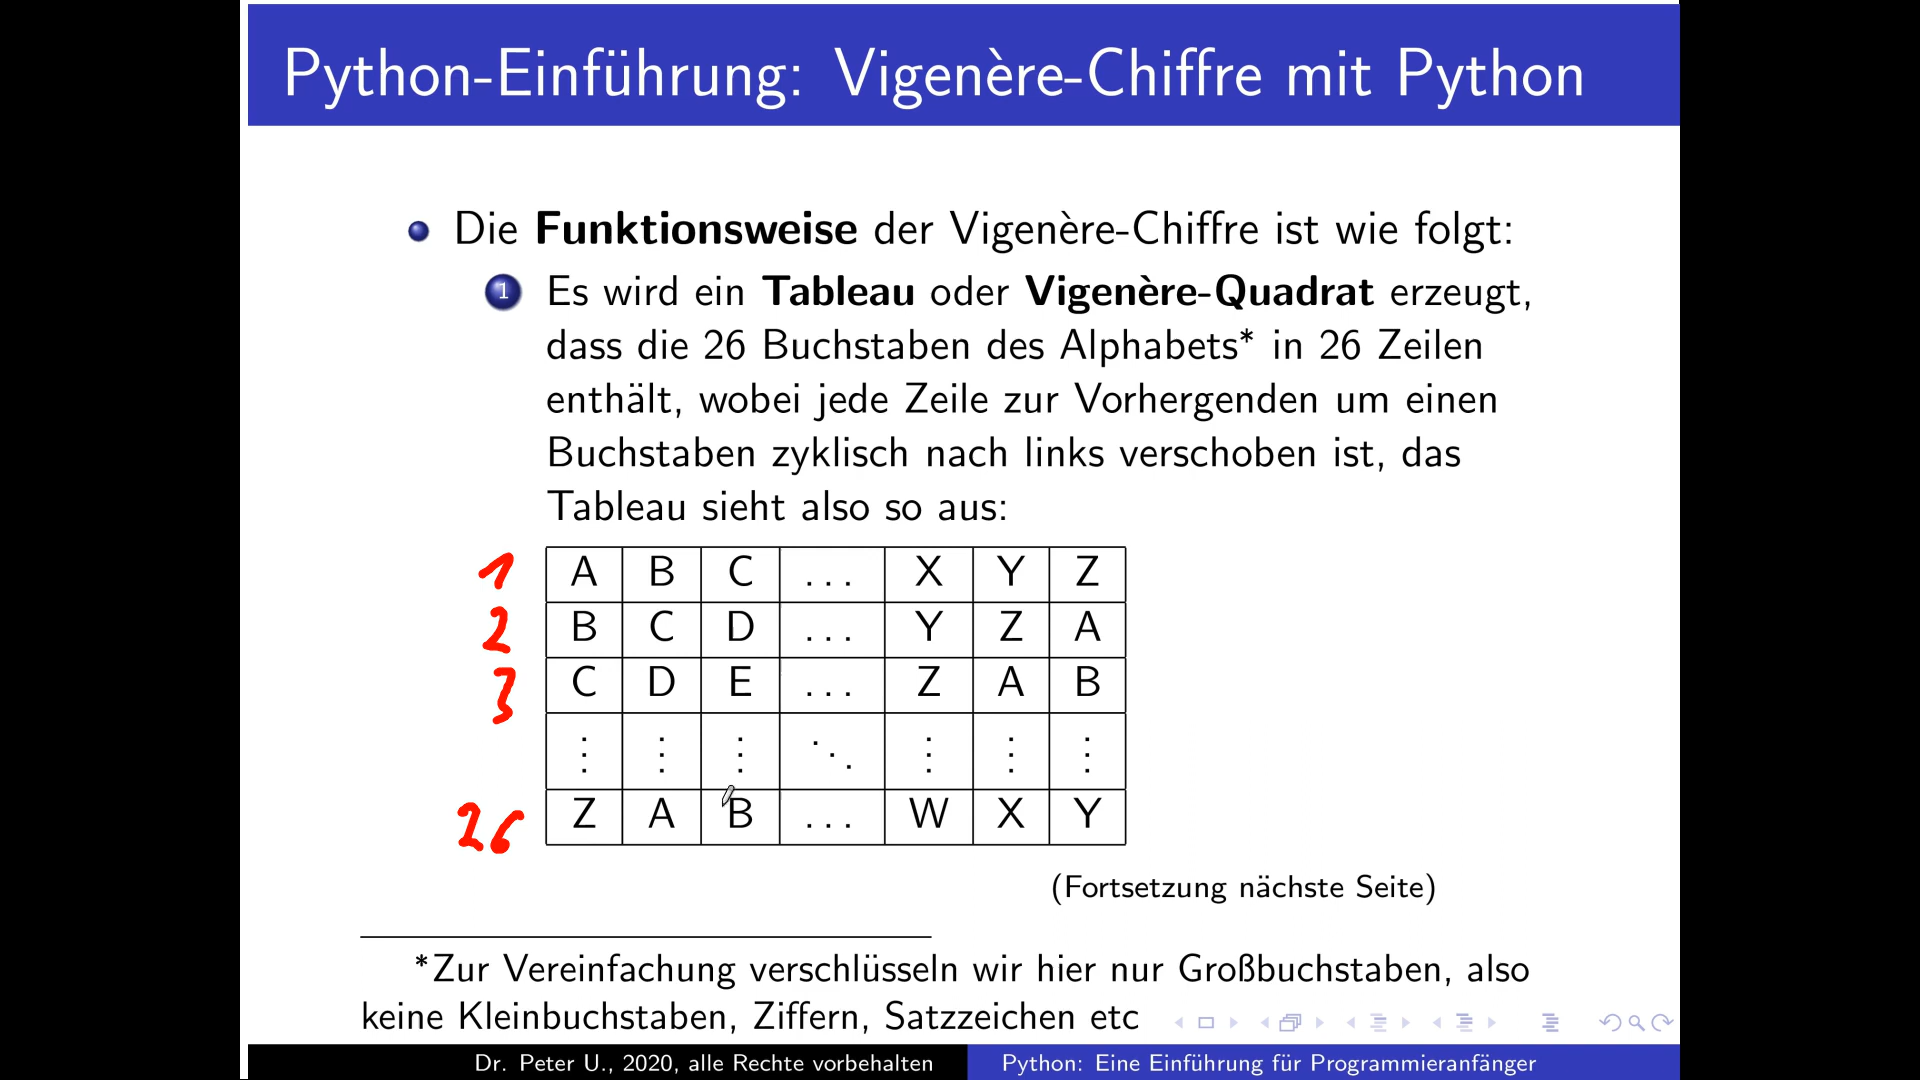 Python-Einführung: Vigenère-Chiffre mit Python
Die Funktionsweise der Vigenère-Chiffre ist wie folgt:
1 Es wird ein Tableau oder Vigenère-Quadrat erzeugt,
dass die 26 Buchstaben des Alphabets* in 26 Zeilen
enthält, wobei jede Zeile zur Vorhergenden um einen
Buchstaben zyklisch nach links verschoben ist, das
Tableau sieht also so aus:
1 A B C ... X Y Z
2 B C D ... Y Z A
3 C D E ... Z A B
⋮ ⋮ ⋮ ⋱ ⋮ ⋮ ⋮
26 Z A B ... W X Y
(Fortsetzung nächste Seite)
*Zur Vereinfachung verschlüsseln wir hier nur Großbuchstaben, also
keine Kleinbuchstaben, Ziffern, Satzzeichen etc
Dr. Peter U., 2020, alle Rechte vorbehalten Python: Eine Einführung für Programmieranfänger